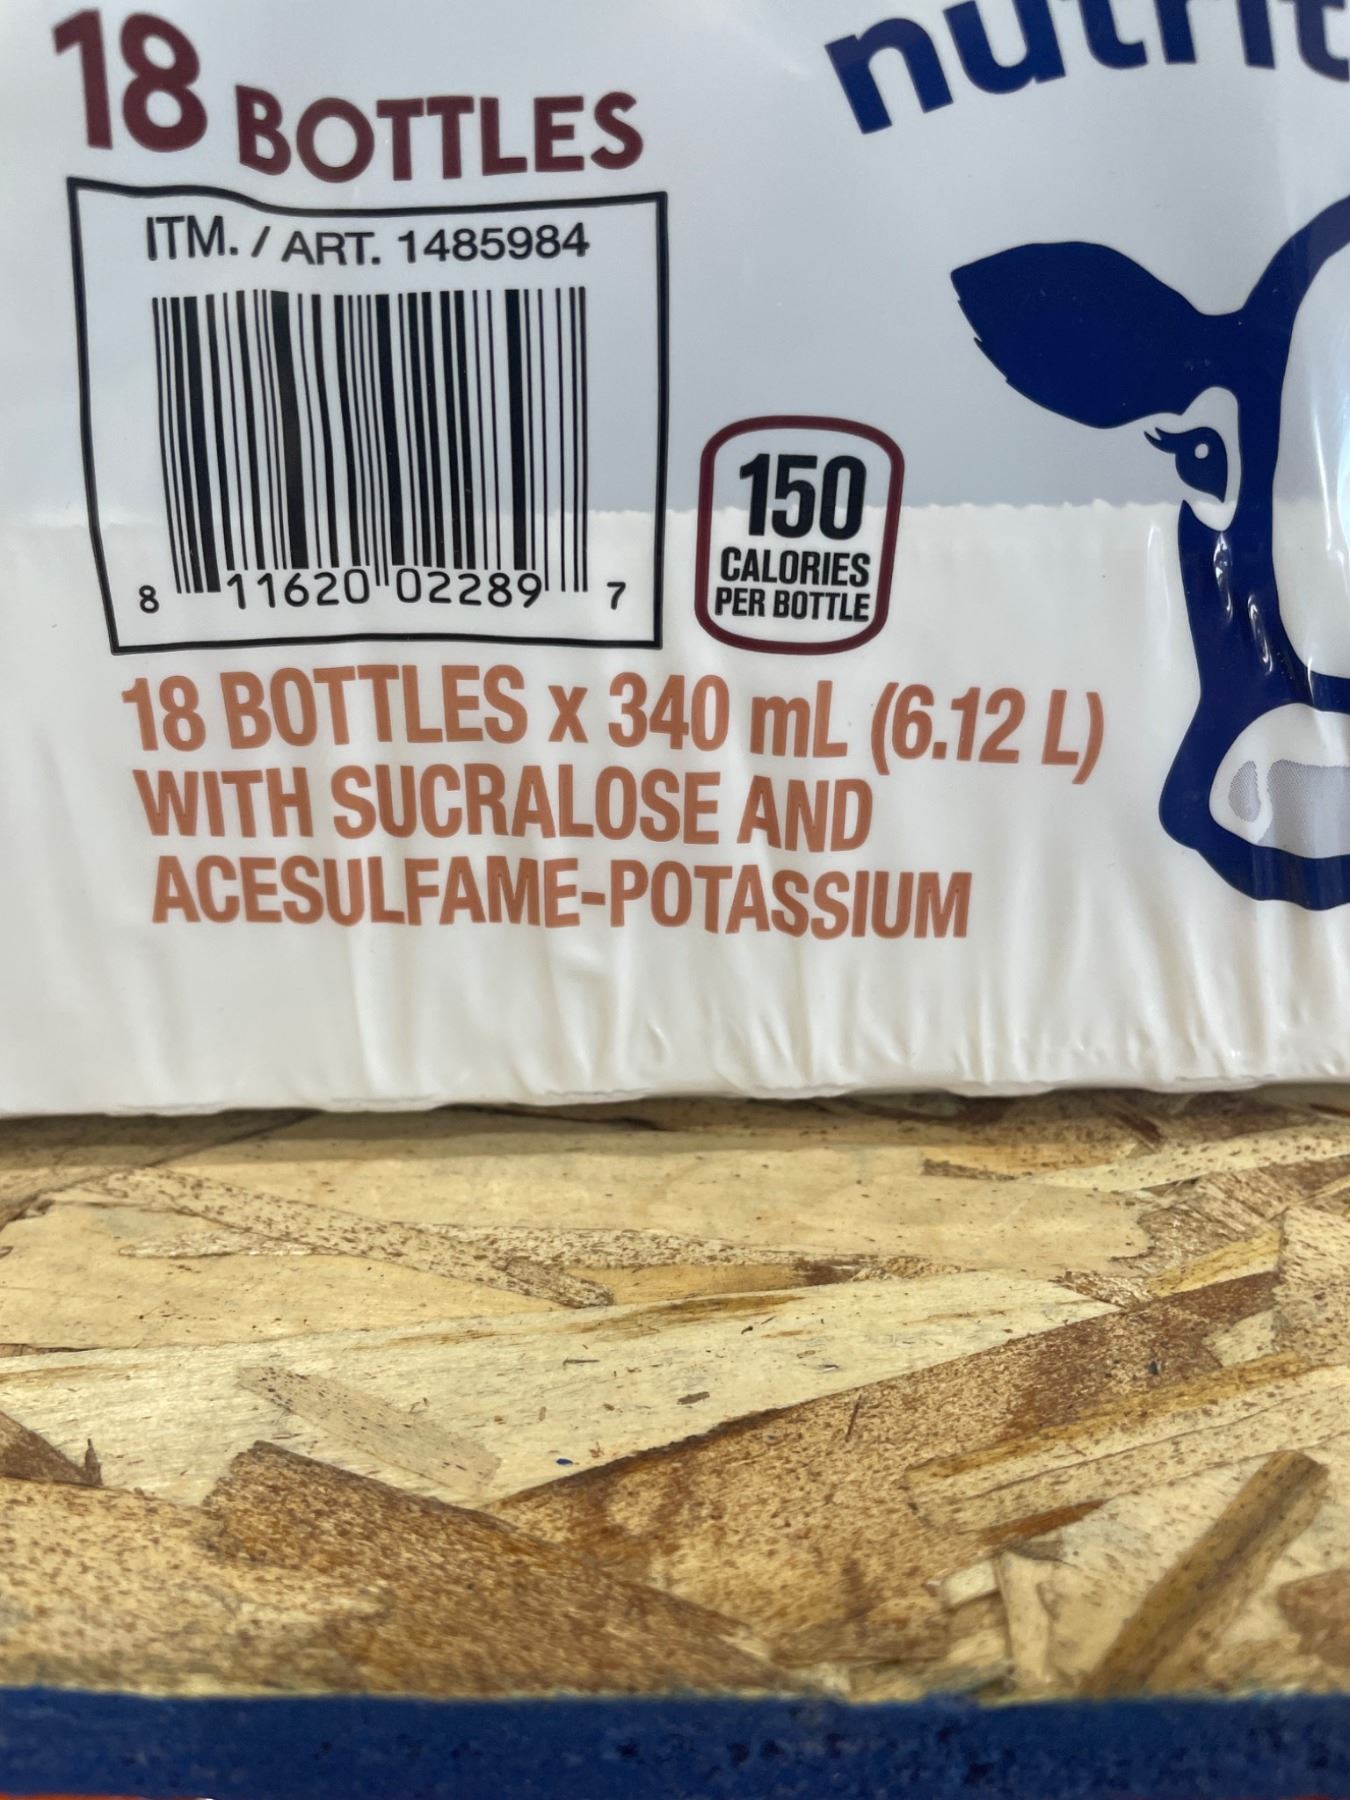 nutrit
18 BOTTLES
ITM. / ART. 1485984
8 11620 02289 7
150
CALORIES
PER BOTTLE
18 BOTTLES x 340 mL (6.12 L)
WITH SUCRALOSE AND
ACESULFAME-POTASSIUM